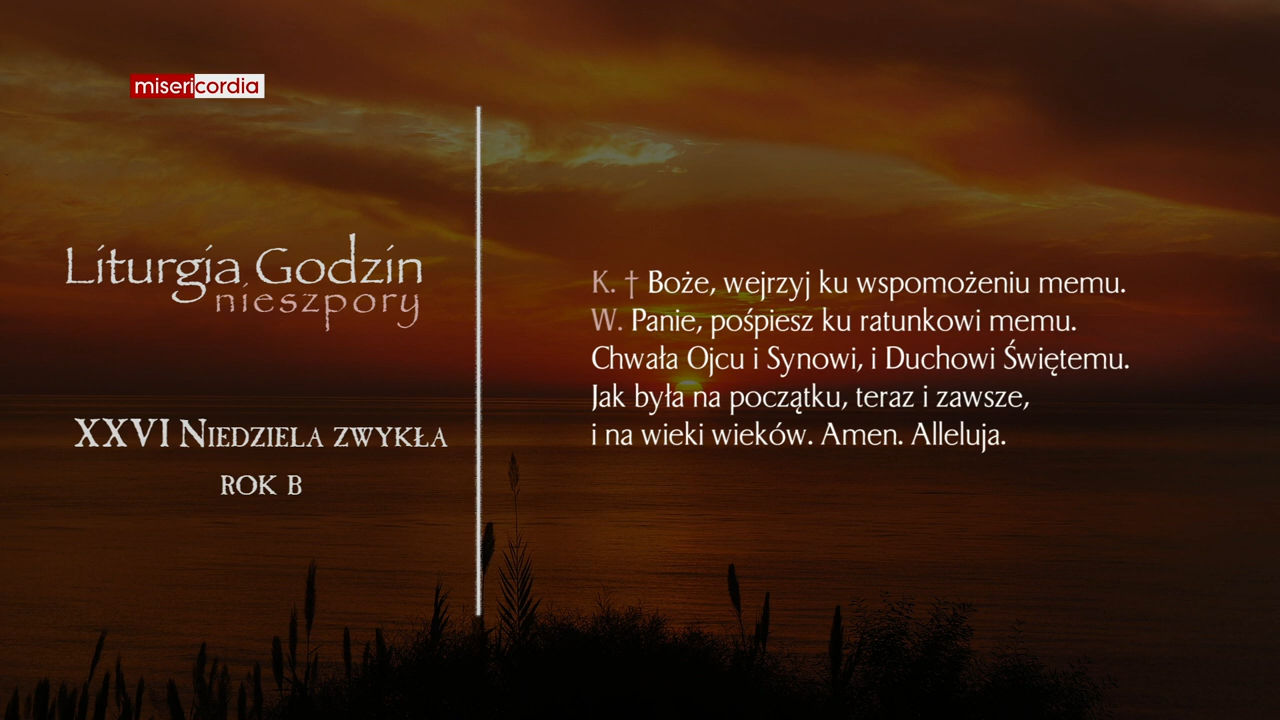 misericordia
Liturgia Godzin
nieszpory
XXVI NIEDZIELA ZWYKŁA
ROK B
K. † Boże, wejrzyj ku wspomożeniu memu.
W. Panie, pośpiesz ku ratunkowi memu.
Chwała Ojcu i Synowi, i Duchowi Świętemu.
Jak była na początku, teraz i zawsze,
i na wieki wieków. Amen. Alleluja.